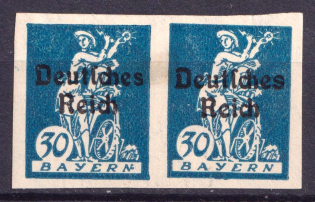 Deutsches Deutsches
Reich Reich
30 30
BAYERN BAYERN